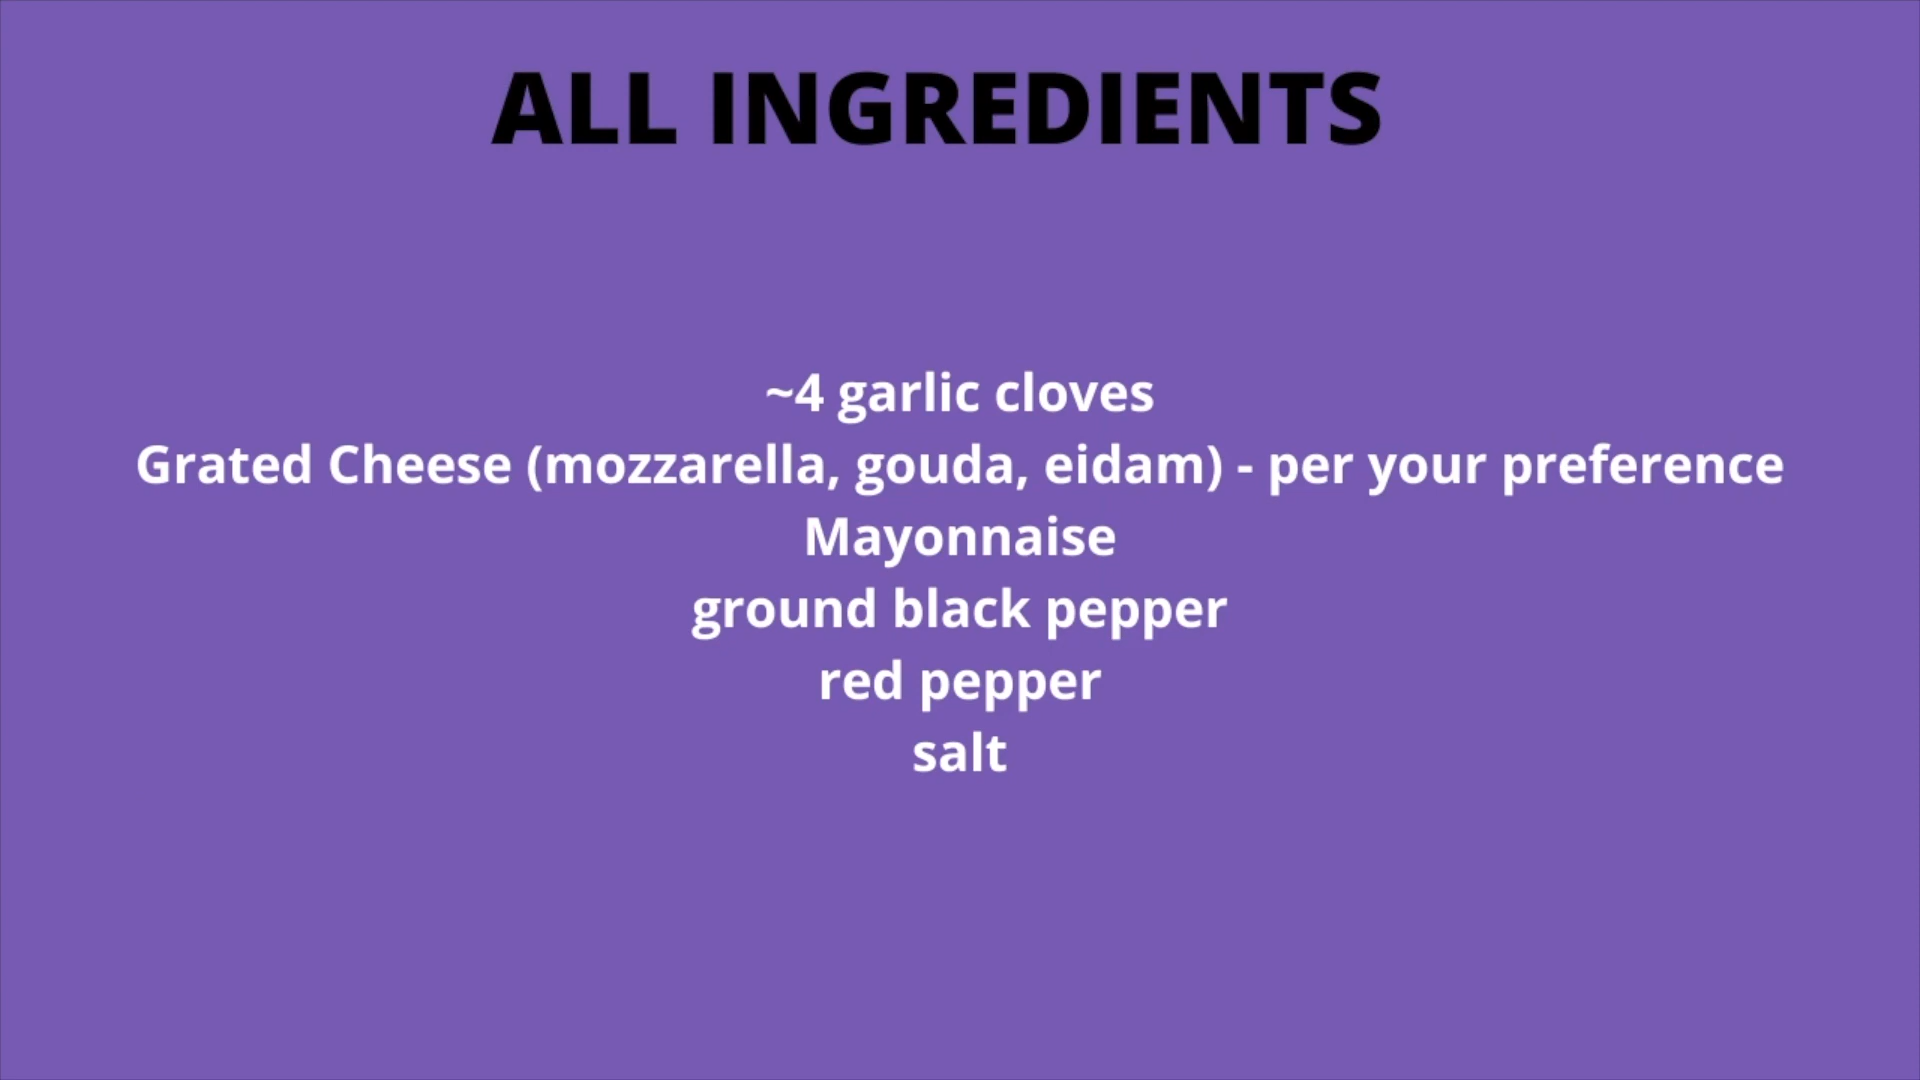 ALL INGREDIENTS
~4 garlic cloves
Grated Cheese (mozzarella, gouda, eidam) - per your preference
Mayonnaise
ground black pepper
red pepper
salt